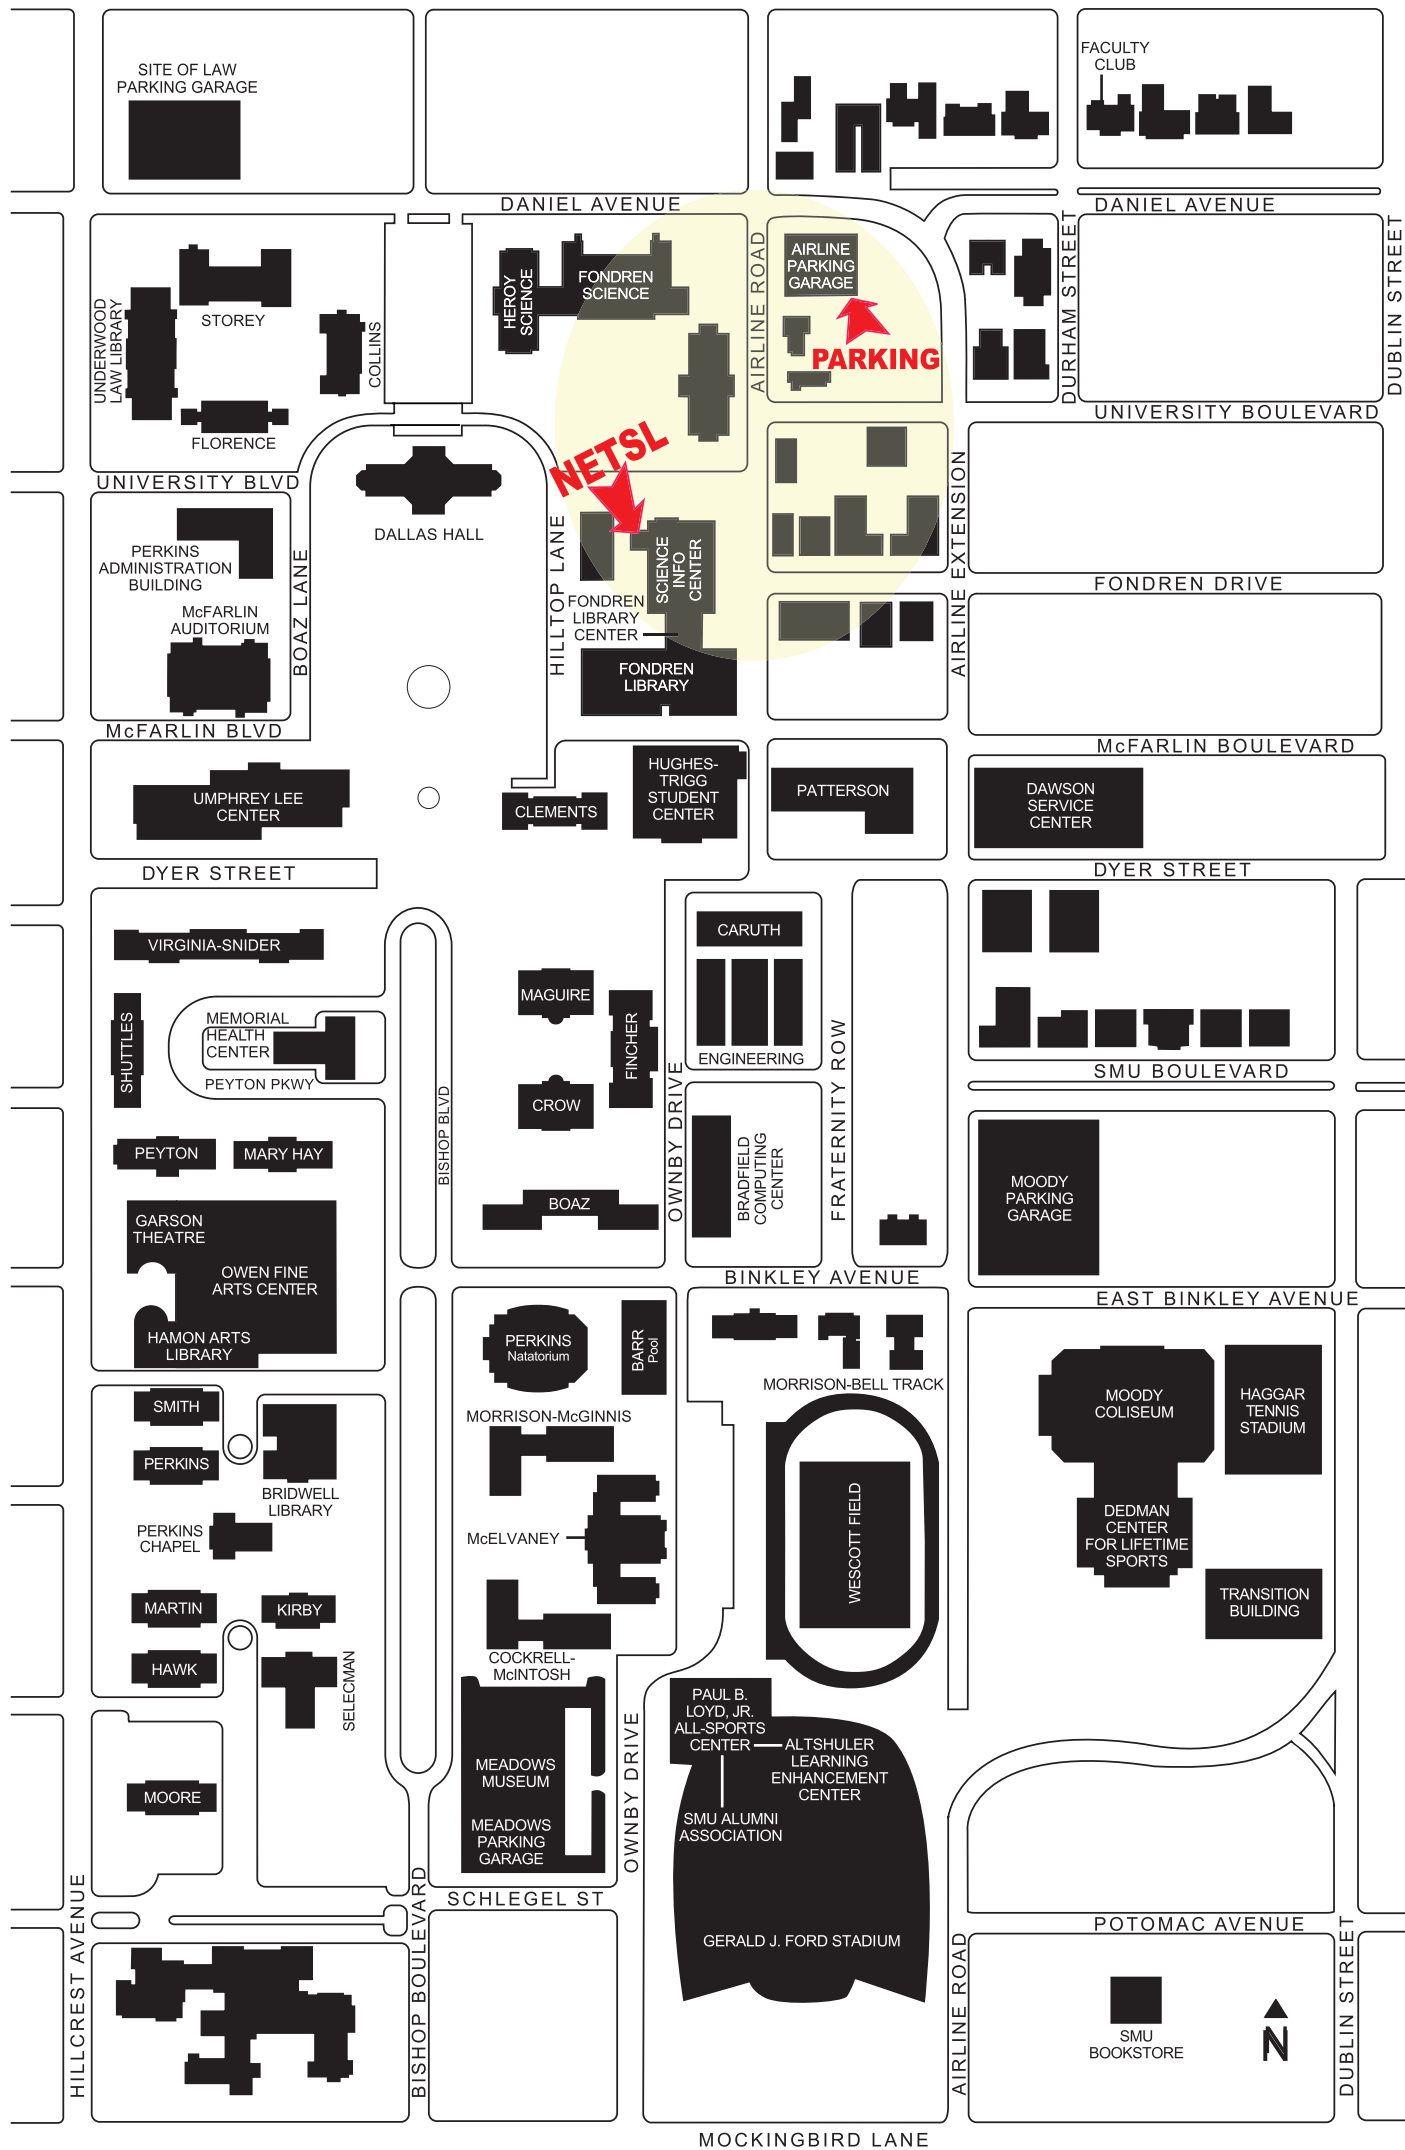 SITE OF LAW
PARKING GARAGE
FACULTY
CLUB
DANIEL AVENUE
DANIEL AVENUE
UNDERWOOD
LAW LIBRARY
STOREY
COLLINS
FLORENCE
HEROY
SCIENCE
FONDREN
SCIENCE
AIRLINE ROAD
AIRLINE
PARKING
GARAGE
PARKING
DURHAM STREET
DUBLIN STREET
UNIVERSITY BOULEVARD
NETSL
UNIVERSITY BLVD
DALLAS HALL
PERKINS
ADMINISTRATION
BUILDING
McFARLIN
AUDITORIUM
BOAZ LANE
HILLTOP LANE
SCIENCE
INFO
CENTER
FONDREN
LIBRARY
CENTER
FONDREN
LIBRARY
AIRLINE EXTENSION
FONDREN DRIVE
McFARLIN BLVD
McFARLIN BOULEVARD
UMPHREY LEE
CENTER
CLEMENTS
HUGHES-
TRIGG
STUDENT
CENTER
PATTERSON
DAWSON
SERVICE
CENTER
DYER STREET
DYER STREET
VIRGINIA-SNIDER
CARUTH
MAGUIRE
SHUTTLES
MEMORIAL
HEALTH
CENTER
PEYTON PKWY
FINCHER
ENGINEERING
CROW
SMU BOULEVARD
BISHOP BLVD
OWNBY DRIVE
FRATERNITY ROW
PEYTON
MARY HAY
BRADFIELD
COMPUTING
CENTER
MOODY
PARKING
GARAGE
BOAZ
GARSON
THEATRE
OWEN FINE
ARTS CENTER
HAMON ARTS
LIBRARY
BINKLEY AVENUE
EAST BINKLEY AVENUE
PERKINS
Natatorium
BARR
Pool
MORRISON-BELL TRACK
MOODY
COLISEUM
HAGGAR
TENNIS
STADIUM
SMITH
PERKINS
BRIDWELL
LIBRARY
MORRISON-McGINNIS
McELVANEY
WESCOTT FIELD
DEDMAN
CENTER
FOR LIFETIME
SPORTS
PERKINS
CHAPEL
MARTIN
KIRBY
HAWK
SELECMAN
COCKRELL-
McINTOSH
TRANSITION
BUILDING
PAUL B.
LOYD, JR.
ALL-SPORTS
CENTER
ALTSHULER
LEARNING
ENHANCEMENT
CENTER
SMU ALUMNI
ASSOCIATION
MOORE
MEADOWS
MUSEUM
MEADOWS
PARKING
GARAGE
OWNBY DRIVE
SCHLEGEL ST
POTOMAC AVENUE
GERALD J. FORD STADIUM
HILLCREST AVENUE
BISHOP BOULEVARD
AIRLINE ROAD
SMU
BOOKSTORE
N
DUBLIN STREET
MOCKINGBIRD LANE